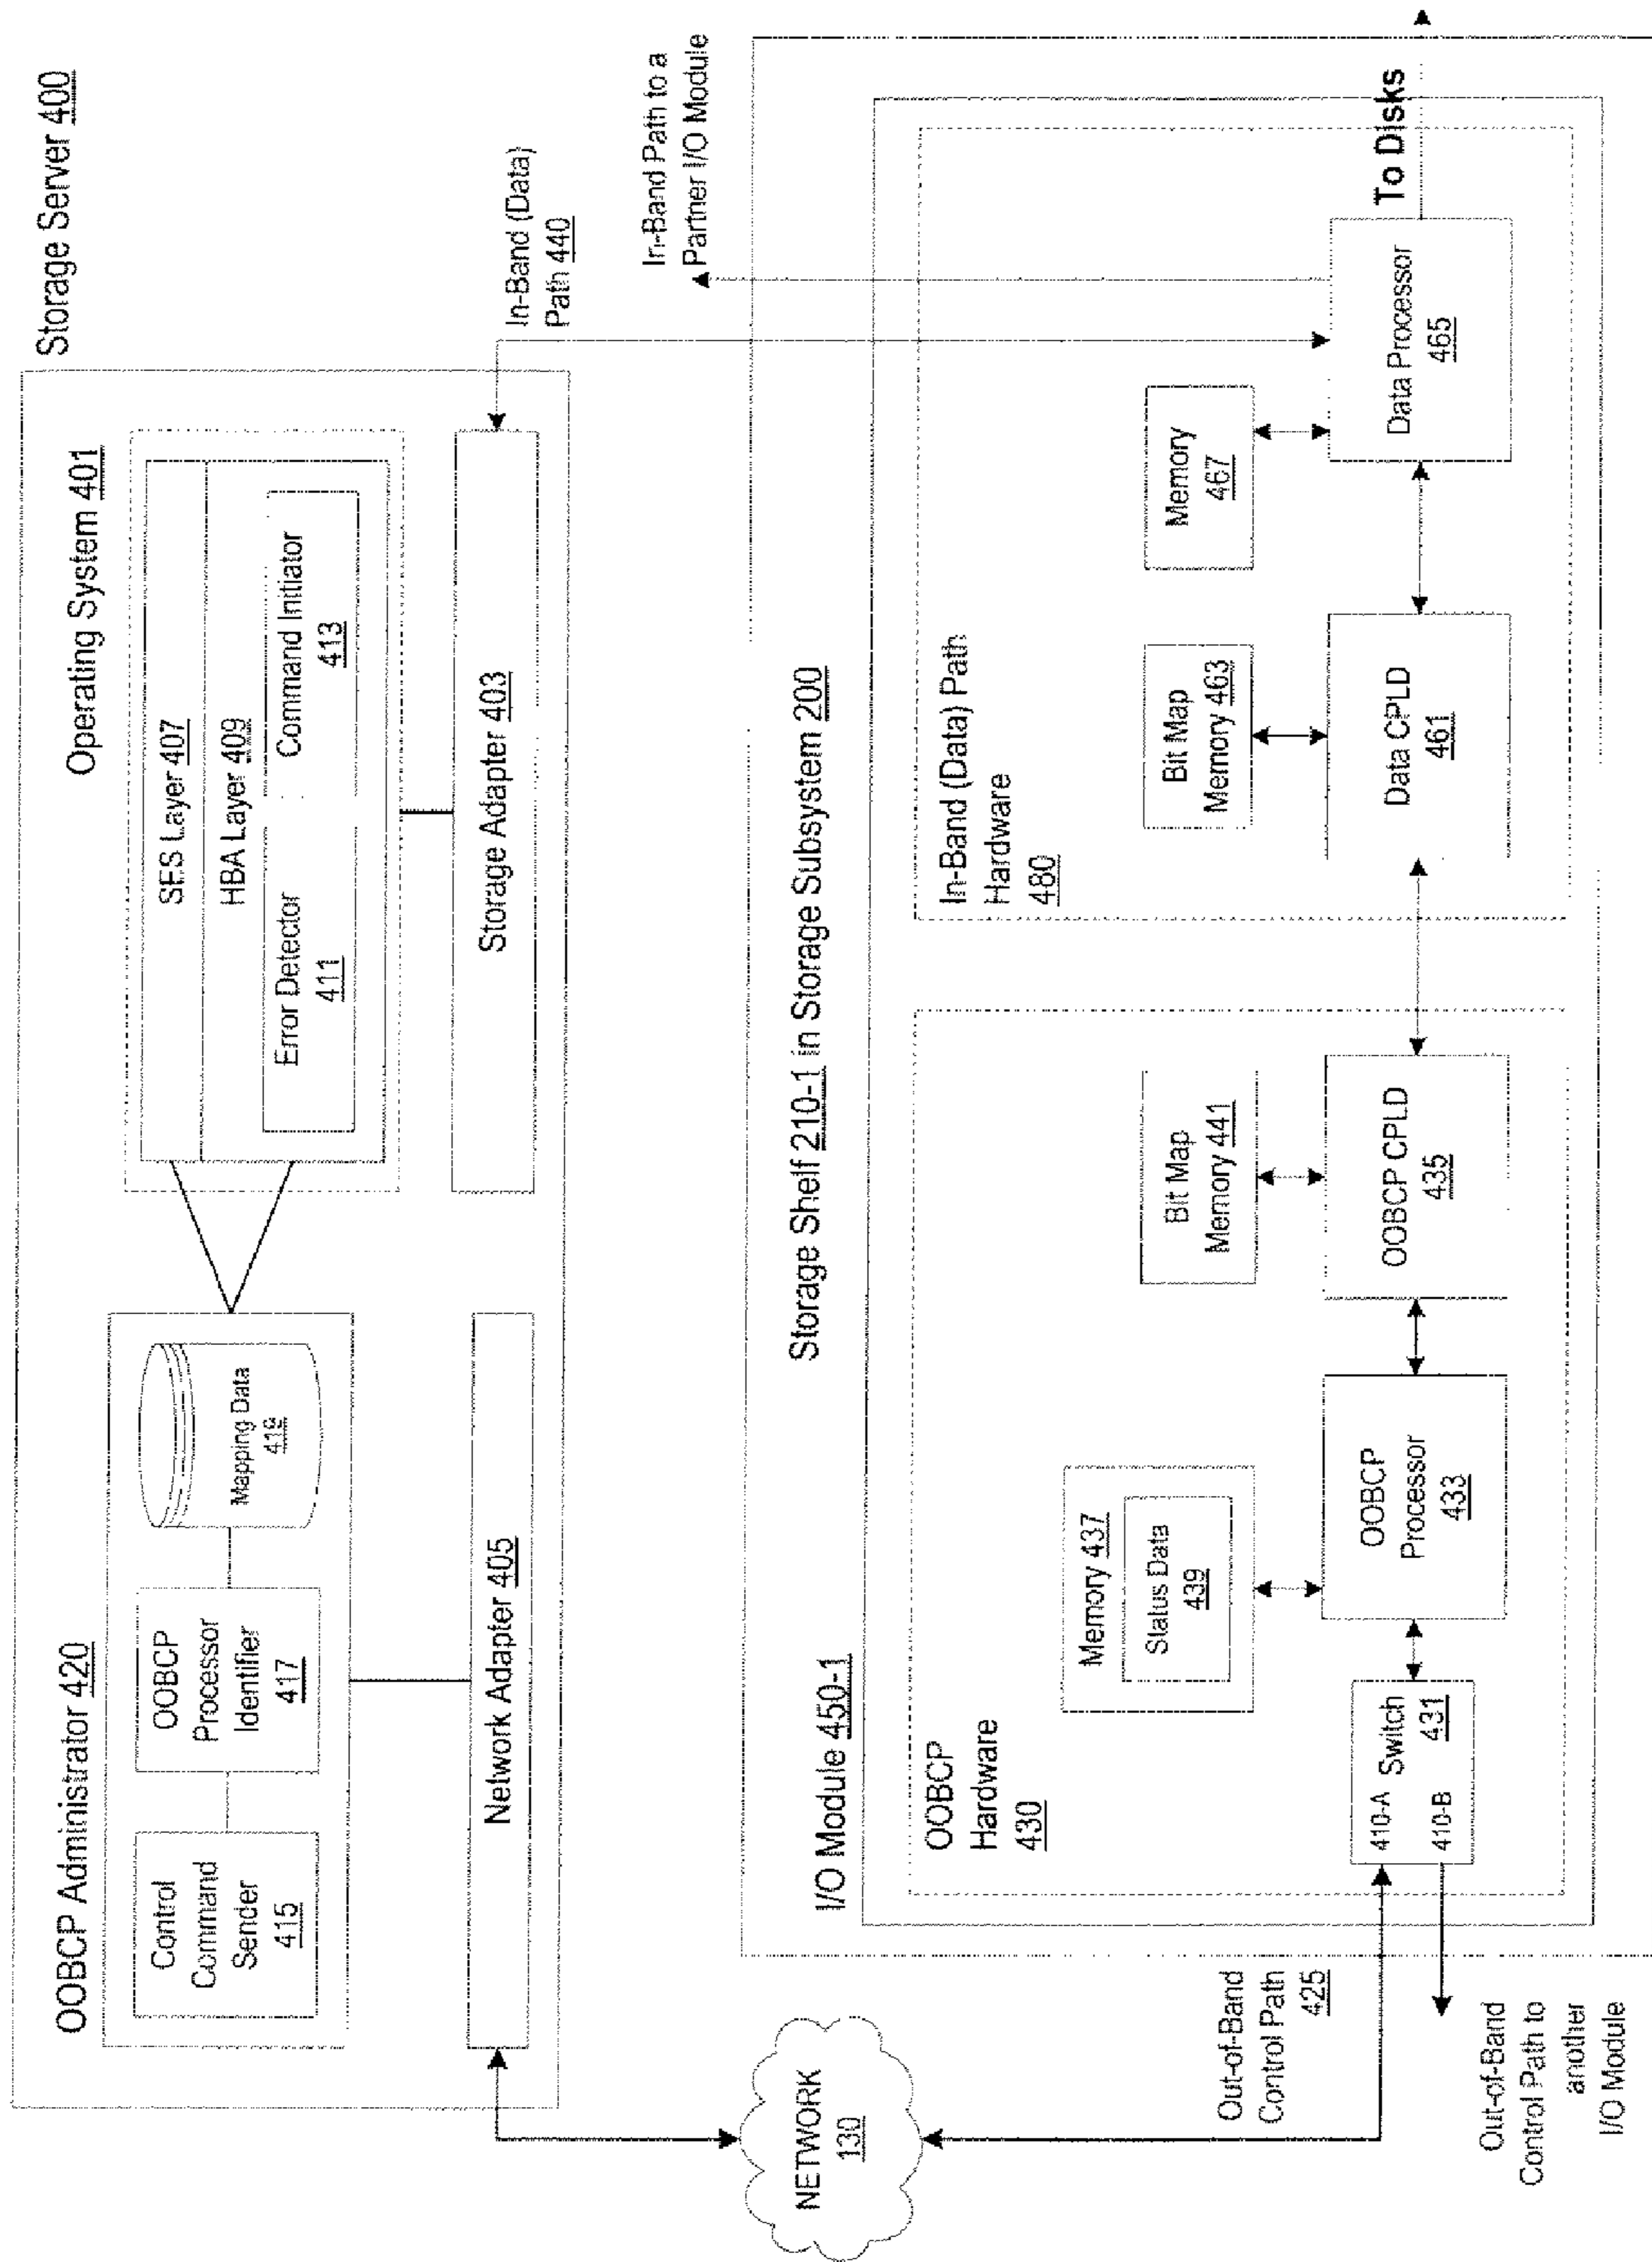 Storage Server 400
OOBCP Administrator 420
Control
Command
Sender
415
OOBCP
Processor
Identifier
417
Mapping Data
419
Network Adapter 405
Operating System 401
SES Layer 407
HBA Layer 409
Error Detector
411
Command Initiator
413
Storage Adapter 403
In-Band (Data)
Path 440
In-Band Path to a
Partner I/O Module
NETWORK
130
Storage Shelf 210-1 in Storage Subsystem 200
I/O Module 450-1
OOBCP
Hardware
430
Memory 437
Status Data
439
Bit Map
Memory 441
410-A
Switch
431
410-B
OOBCP
Processor
433
OOBCP CPLD
435
In-Band (Data) Path
Hardware
480
Bit Map
Memory 463
Memory
467
Data CPLD
461
Data Processor
465
To Disks
Out-of-Band
Control Path
425
Out-of-Band
Control Path to
another
I/O Module